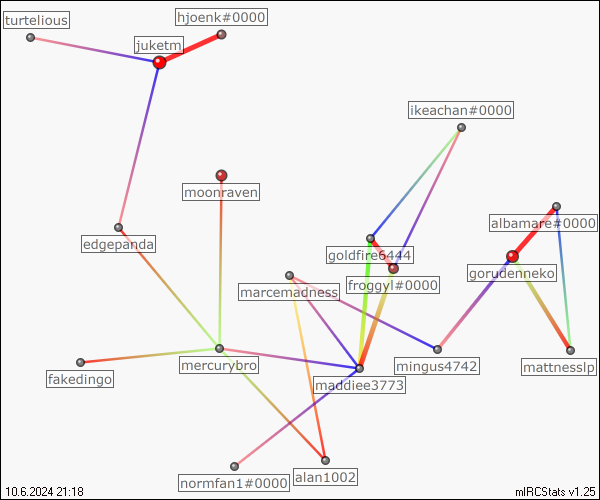 turtelious
hjoenk#0000
juketm
ikeachan#0000
moonraven
albamare#0000
edgepanda
goldfire6444
gorudenneko
froggyl#0000
marcemadness
mercurybro
mingus4742
mattnesslp
fakedingo
maddiee3773
normfan1#0000
alan1002
10.6.2024 21:18
mIRCStats v1.25